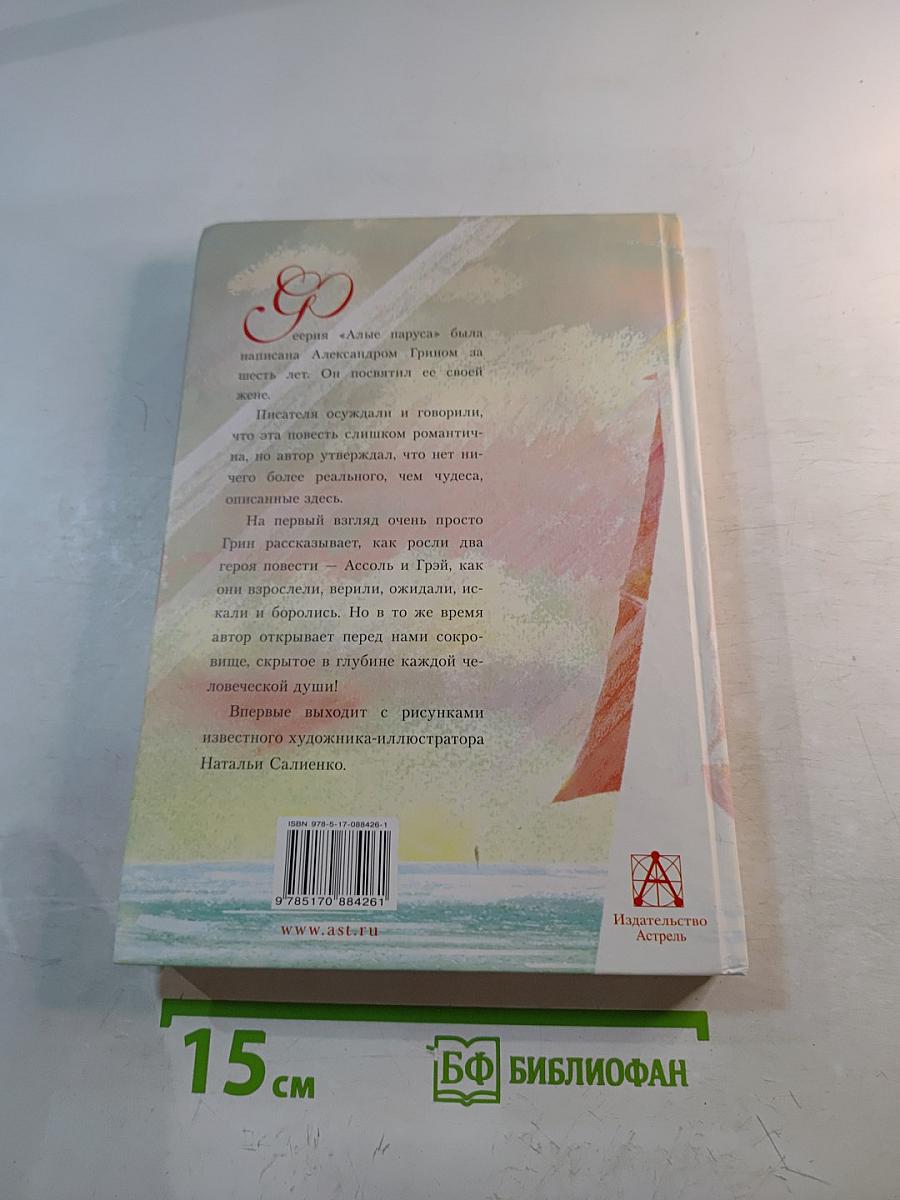 Феерия «Алые паруса» была
написана Александром Грином за
шесть лет. Он посвятил ее своей
жене.
Писателя осуждали и говорили,
что эта повесть слишком романтич-
на, но автор утверждал, что нет ни-
чего более реального, чем чудеса,
описанные здесь.
На первый взгляд очень просто
Грин рассказывает, как росли два
героя повести — Ассоль и Грэй, как
они взрослели, верили, ожидали, ис-
кали и боролись. Но в то же время
автор открывает перед нами сокро-
вище, скрытое в глубине каждой че-
ловеческой души!
Впервые выходит с рисунками
известного художника-иллюстратора
Натальи Салиенко.
ISBN 978-5-17-088426-1
9 785170 884261
www.ast.ru
Издательство
Астрель
15 см
БФ БИБЛИОФАН